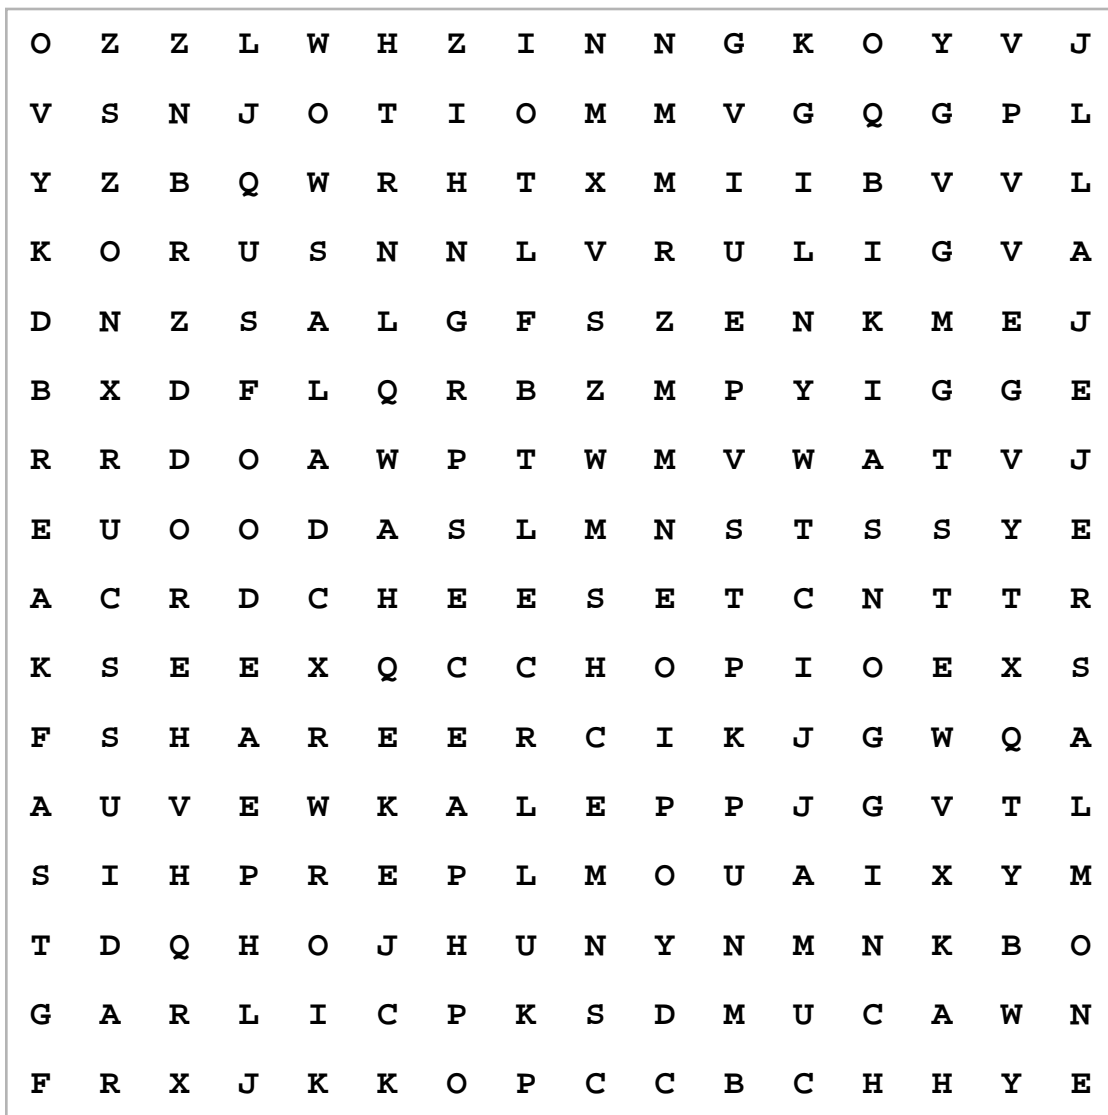 O Z Z L W H Z I N N G K O Y V J
V S N J O T I O M M V G Q G P L
Y Z B Q W R H T X M I I B V V L
K O R U S N N L V R U L I G V A
D N Z S A L G F S Z E N K M E J
B X D F L Q R B Z M P Y I G G E
R R D O A W P T W M V W A T V J
E U O O D A S L M N S T S S Y E
A C R D C H E E S E T C N T T R
K S E E X Q C C H O P I O E X S
F S H A R E E R C I K J G W Q A
A U V E W K A L E P P J G V T L
S I H P R E P L M O U A I X Y M
T D Q H O J H U N Y N M N K B O
G A R L I C P K S D M U C A W N
F R X J K K O P C C B C H H Y E